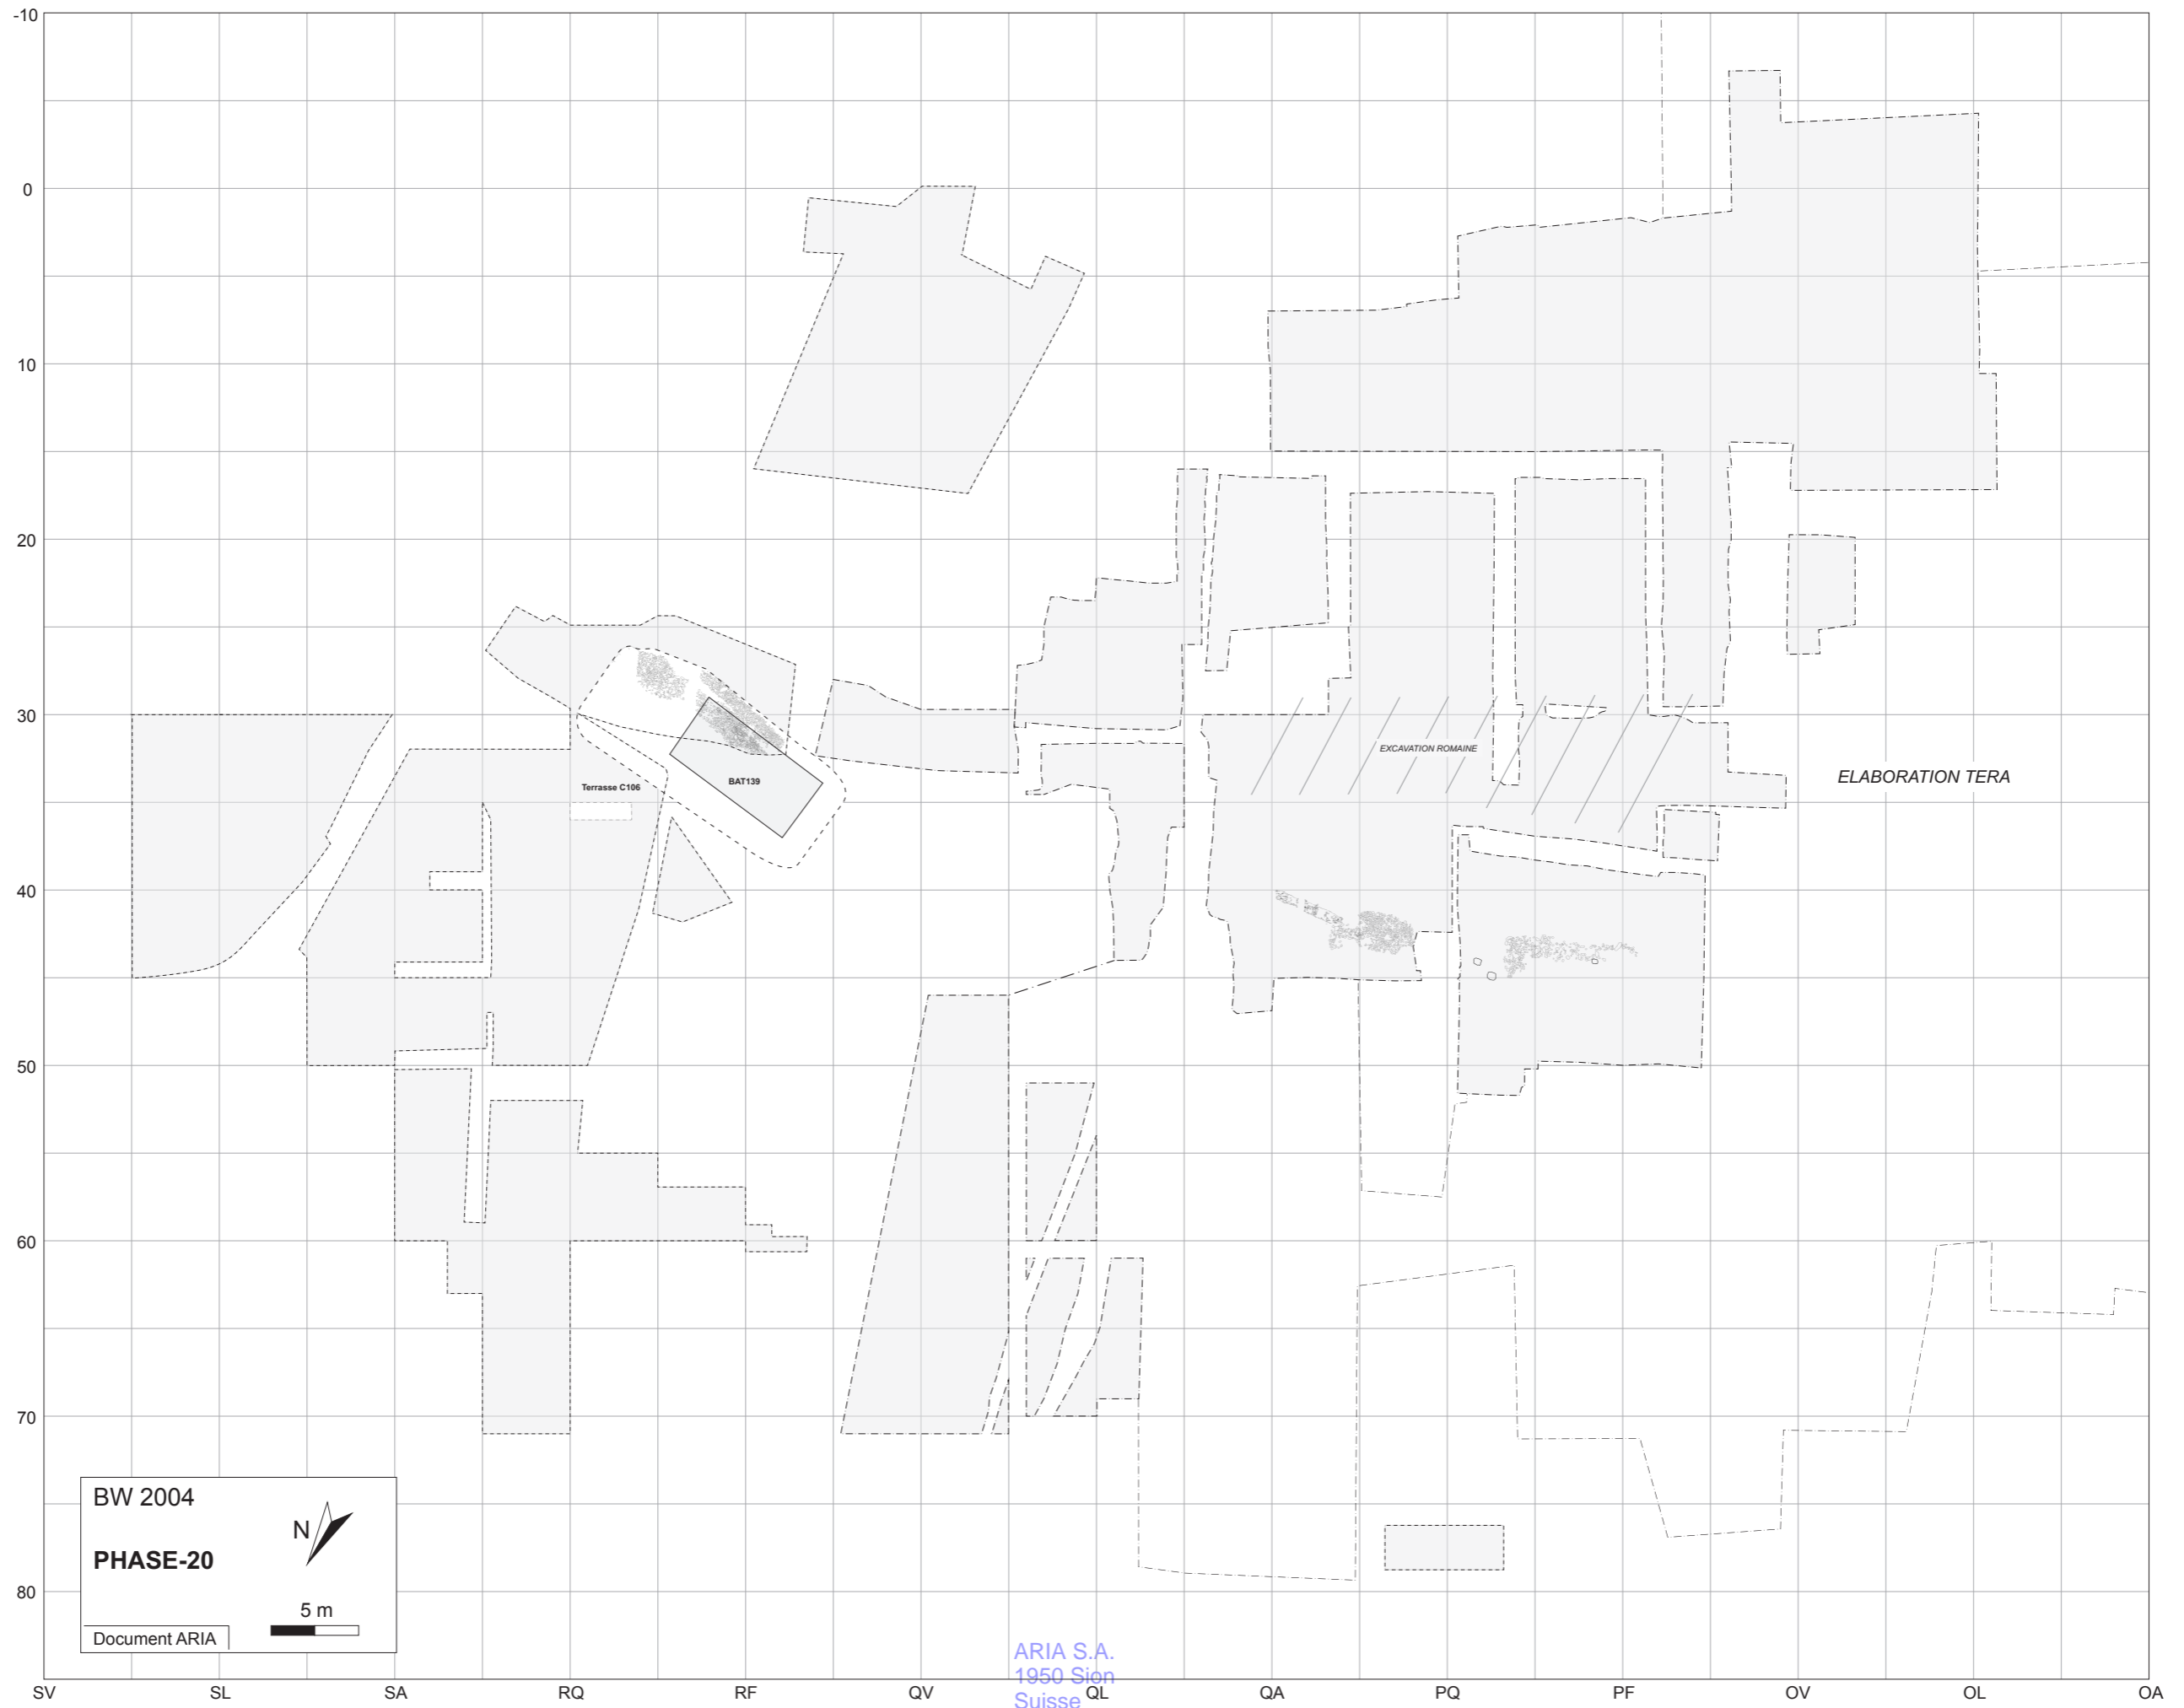 -10
0
10
20
30
40
50
60
70
80
EXCAVATION ROMAINE
ELABORATION TERA
Terrasse C106
BAT139
BW 2004
N
PHASE-20
5 m
Document ARIA
ARIA S.A.
1950 Sion
Suisse
SV SL SA RQ RF QV QL QA PQ PF OV OL OA